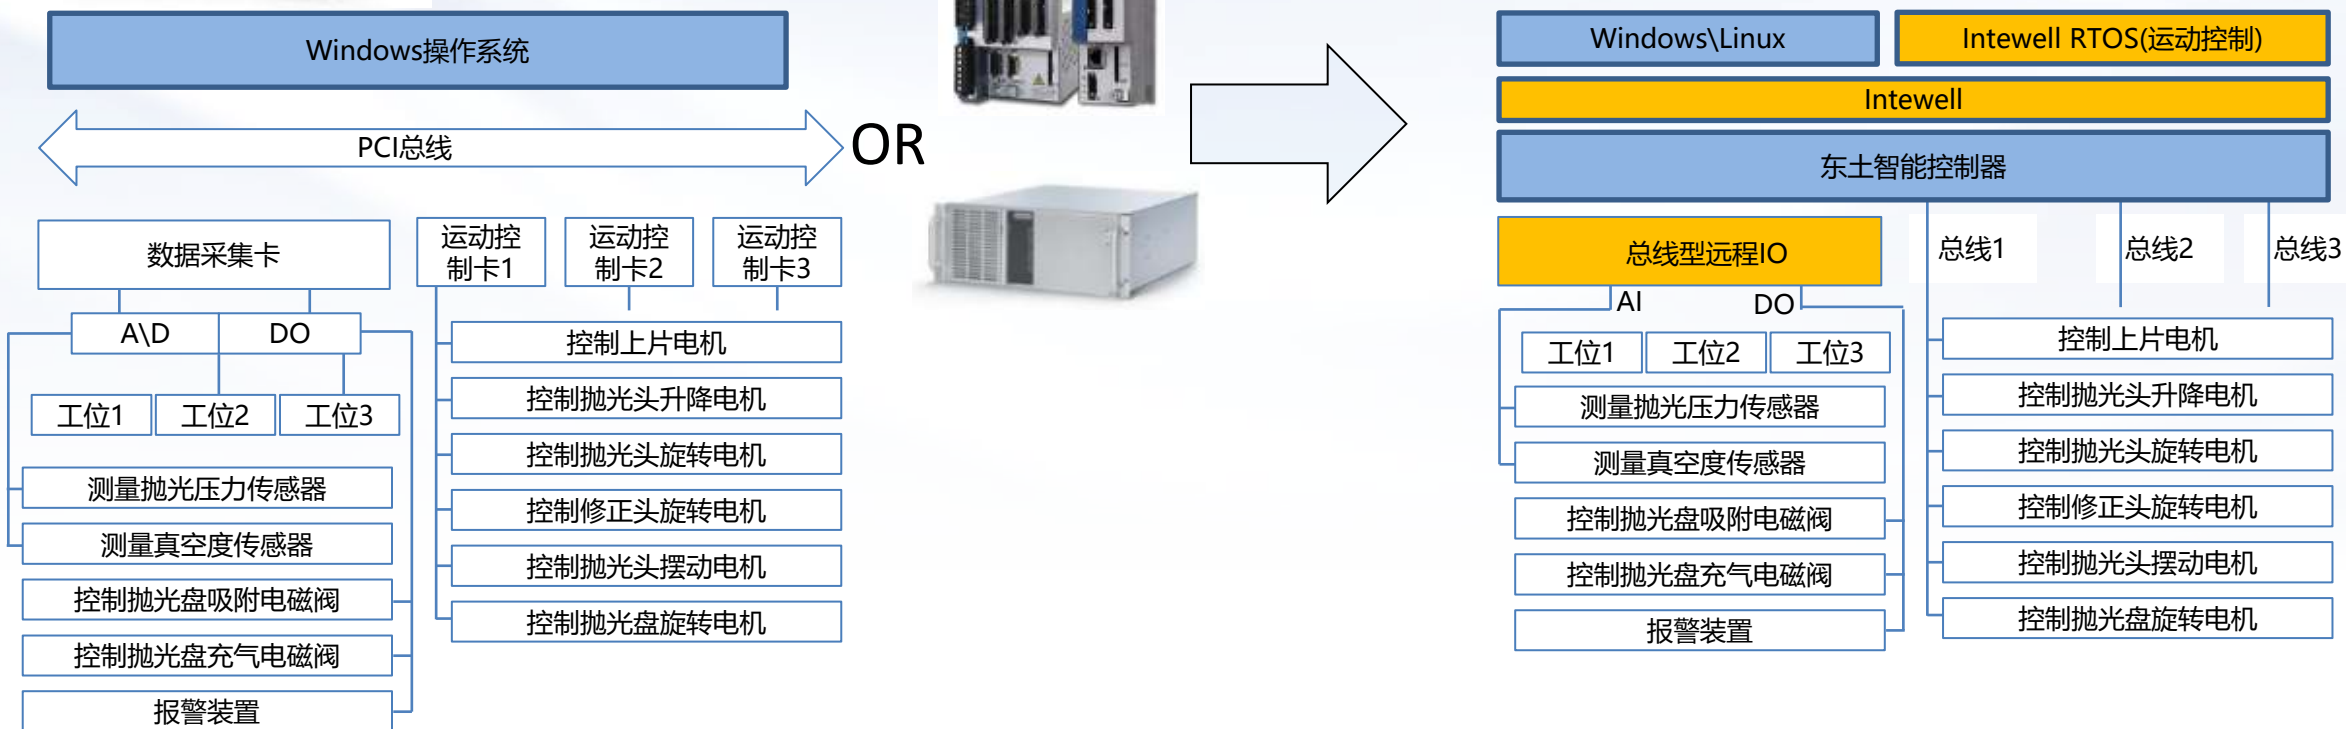 Windows操作系统
PCI总线
数据采集卡
运动控
制卡1
运动控
制卡2
运动控
制卡3
A\D
DO
工位1
工位2
工位3
测量抛光压力传感器
测量真空度传感器
控制抛光盘吸附电磁阀
控制抛光盘充气电磁阀
报警装置
控制上片电机
控制抛光头升降电机
控制抛光头旋转电机
控制修正头旋转电机
控制抛光头摆动电机
控制抛光盘旋转电机
OR
Windows\Linux
Intewell RTOS(运动控制)
Intewell
东土智能控制器
总线型远程IO
总线1
总线2
总线3
AI
DO
工位1
工位2
工位3
测量抛光压力传感器
测量真空度传感器
控制抛光盘吸附电磁阀
控制抛光盘充气电磁阀
报警装置
控制上片电机
控制抛光头升降电机
控制抛光头旋转电机
控制修正头旋转电机
控制抛光头摆动电机
控制抛光盘旋转电机